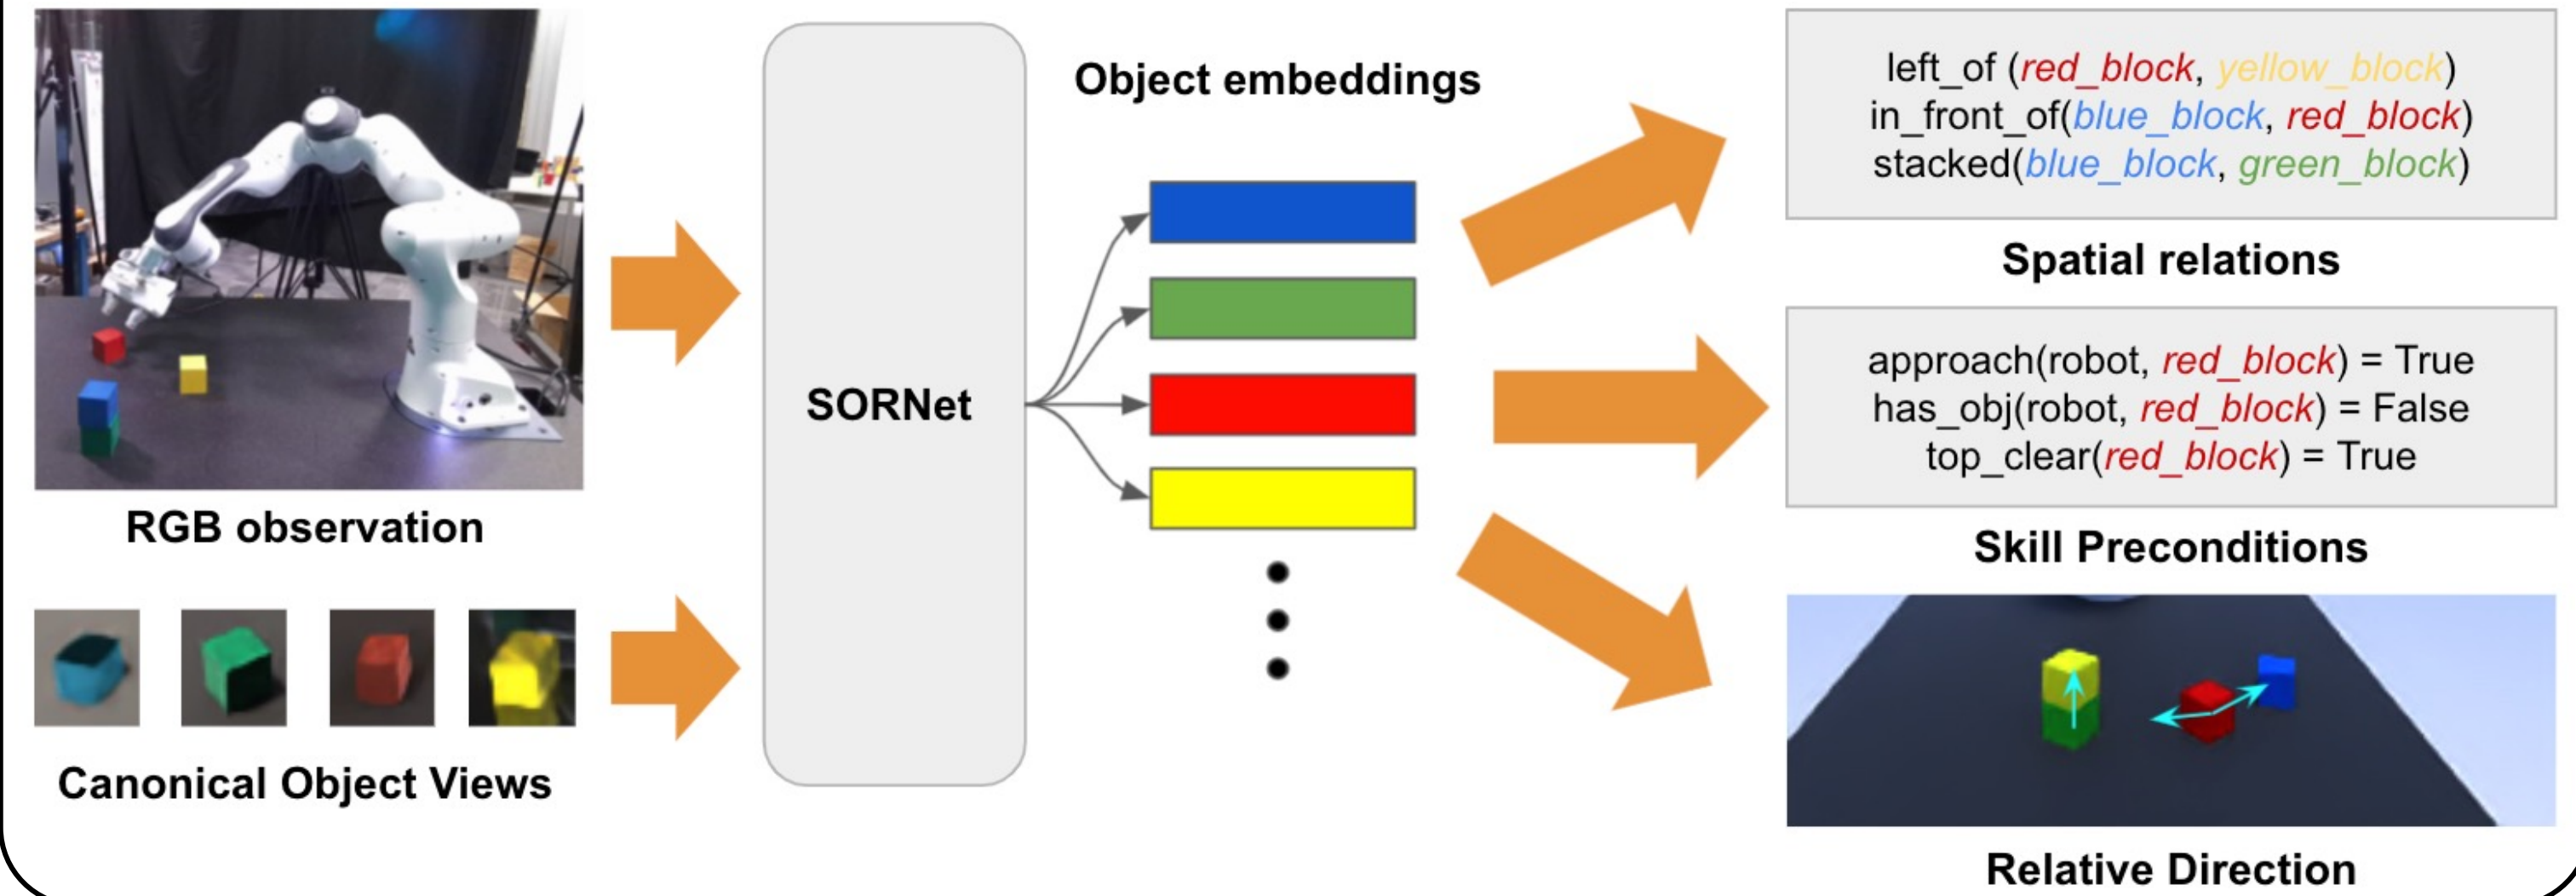 RGB observation
Canonical Object Views
SORNet
Object embeddings
left_of (red_block, yellow_block)
in_front_of(blue_block, red_block)
stacked(blue_block, green_block)
Spatial relations
approach(robot, red_block) = True
has_obj(robot, red_block) = False
top_clear(red_block) = True
Skill Preconditions
Relative Direction